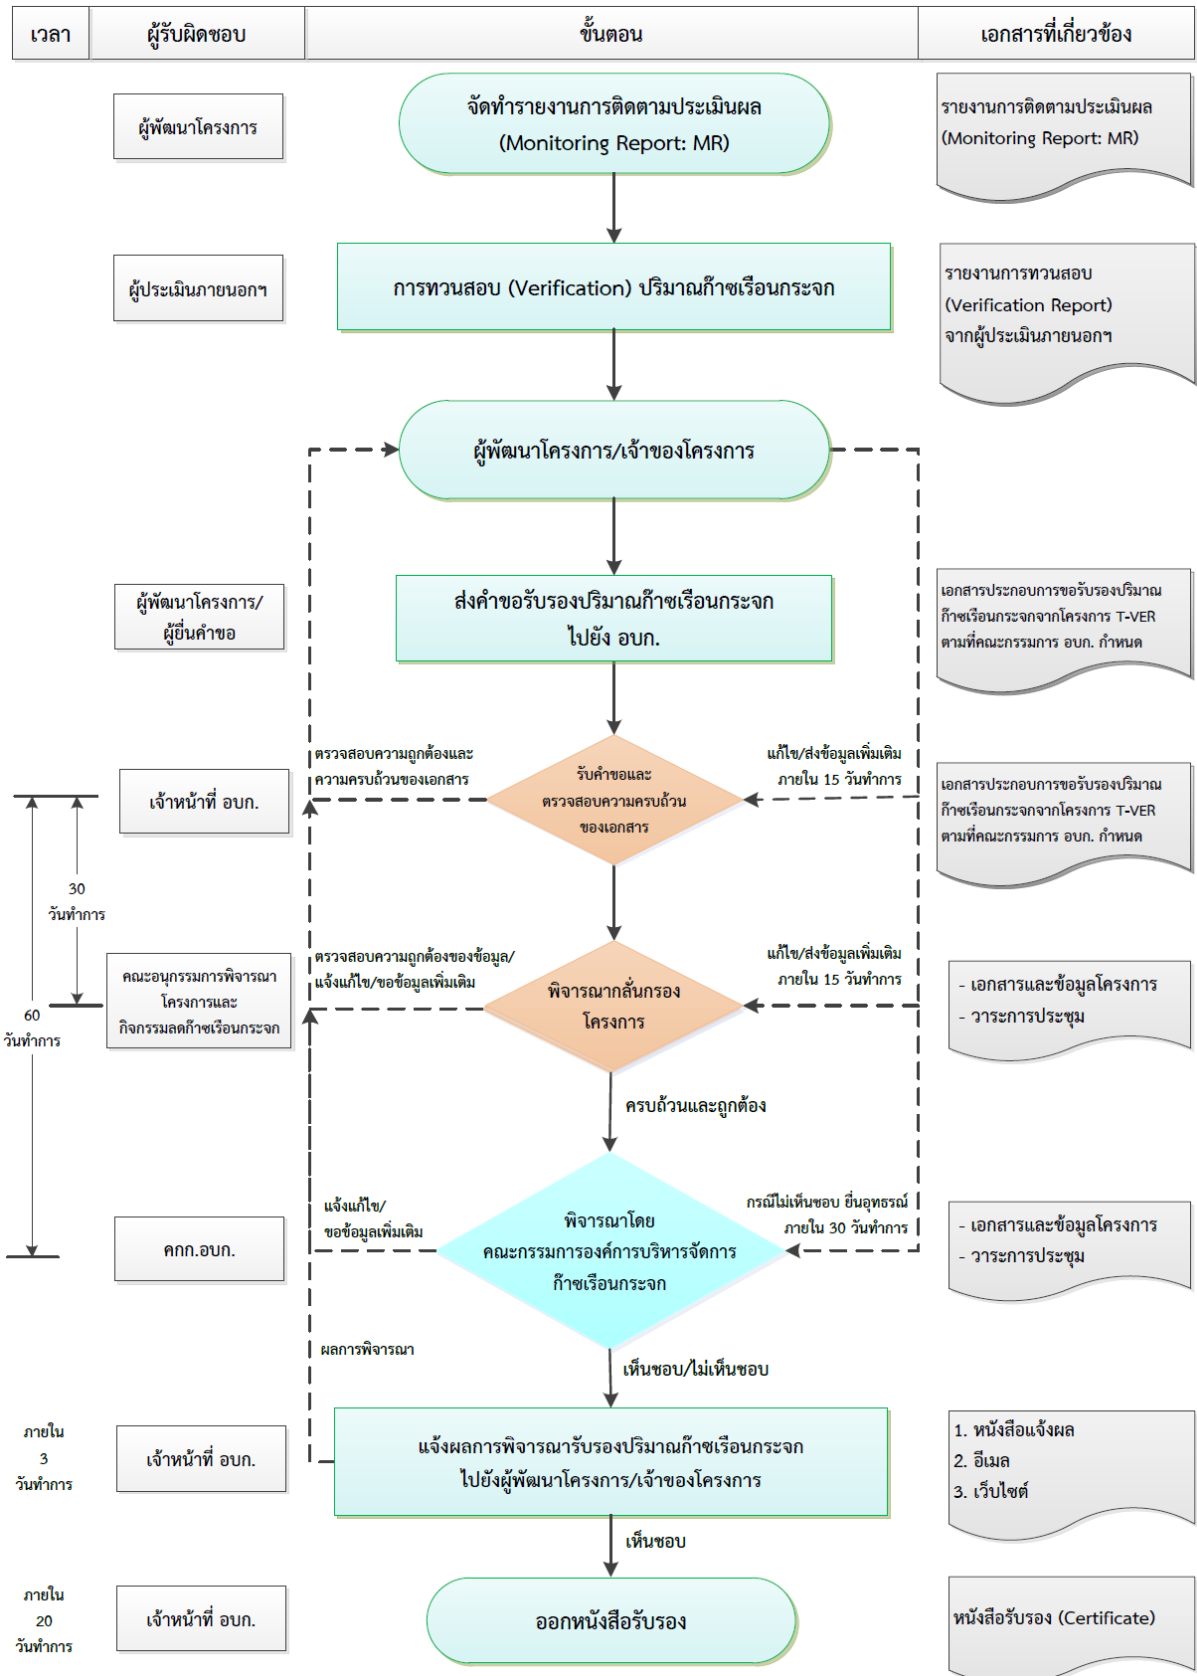 เวลา
ผู้รับผิดชอบ
ขั้นตอน
เอกสารที่เกี่ยวข้อง
ผู้พัฒนาโครงการ
จัดทำรายงานการติดตามประเมินผล
(Monitoring Report: MR)
รายงานการติดตามประเมินผล
(Monitoring Report: MR)
ผู้ประเมินภายนอกฯ
การทวนสอบ (Verification) ปริมาณก๊าซเรือนกระจก
รายงานการทวนสอบ
(Verification Report)
จากผู้ประเมินภายนอกฯ
ผู้พัฒนาโครงการ/เจ้าของโครงการ
ผู้พัฒนาโครงการ/
ผู้ยื่นคำขอ
ส่งคำขอรับรองปริมาณก๊าซเรือนกระจก
ไปยัง อบก.
เอกสารประกอบการขอรับรองปริมาณ
ก๊าซเรือนกระจกจากโครงการ T-VER
ตามที่คณะกรรมการ อบก. กำหนด
เจ้าหน้าที่ อบก.
ตรวจสอบความถูกต้องและ
ความครบถ้วนของเอกสาร
รับคำขอและ
ตรวจสอบความครบถ้วน
ของเอกสาร
แก้ไข/ส่งข้อมูลเพิ่มเติม
ภายใน 15 วันทำการ
เอกสารประกอบการขอรับรองปริมาณ
ก๊าซเรือนกระจกจากโครงการ T-VER
ตามที่คณะกรรมการ อบก. กำหนด
30
วันทำการ
60
วันทำการ
คณะอนุกรรมการพิจารณา
โครงการและ
กิจกรรมลดก๊าซเรือนกระจก
ตรวจสอบความถูกต้องของข้อมูล/
แจ้งแก้ไข/ขอข้อมูลเพิ่มเติม
พิจารณากลั่นกรอง
โครงการ
แก้ไข/ส่งข้อมูลเพิ่มเติม
ภายใน 15 วันทำการ
- เอกสารและข้อมูลโครงการ
- วาระการประชุม
ครบถ้วนและถูกต้อง
คกก.อบก.
แจ้งแก้ไข/
ขอข้อมูลเพิ่มเติม
พิจารณาโดย
คณะกรรมการองค์การบริหารจัดการ
ก๊าซเรือนกระจก
กรณีไม่เห็นชอบ ยื่นอุทธรณ์
ภายใน 30 วันทำการ
- เอกสารและข้อมูลโครงการ
- วาระการประชุม
ผลการพิจารณา
เห็นชอบ/ไม่เห็นชอบ
ภายใน
3
วันทำการ
เจ้าหน้าที่ อบก.
แจ้งผลการพิจารณารับรองปริมาณก๊าซเรือนกระจก
ไปยังผู้พัฒนาโครงการ/เจ้าของโครงการ
1. หนังสือแจ้งผล
2. อีเมล
3. เว็บไซต์
เห็นชอบ
ภายใน
20
วันทำการ
เจ้าหน้าที่ อบก.
ออกหนังสือรับรอง
หนังสือรับรอง (Certificate)